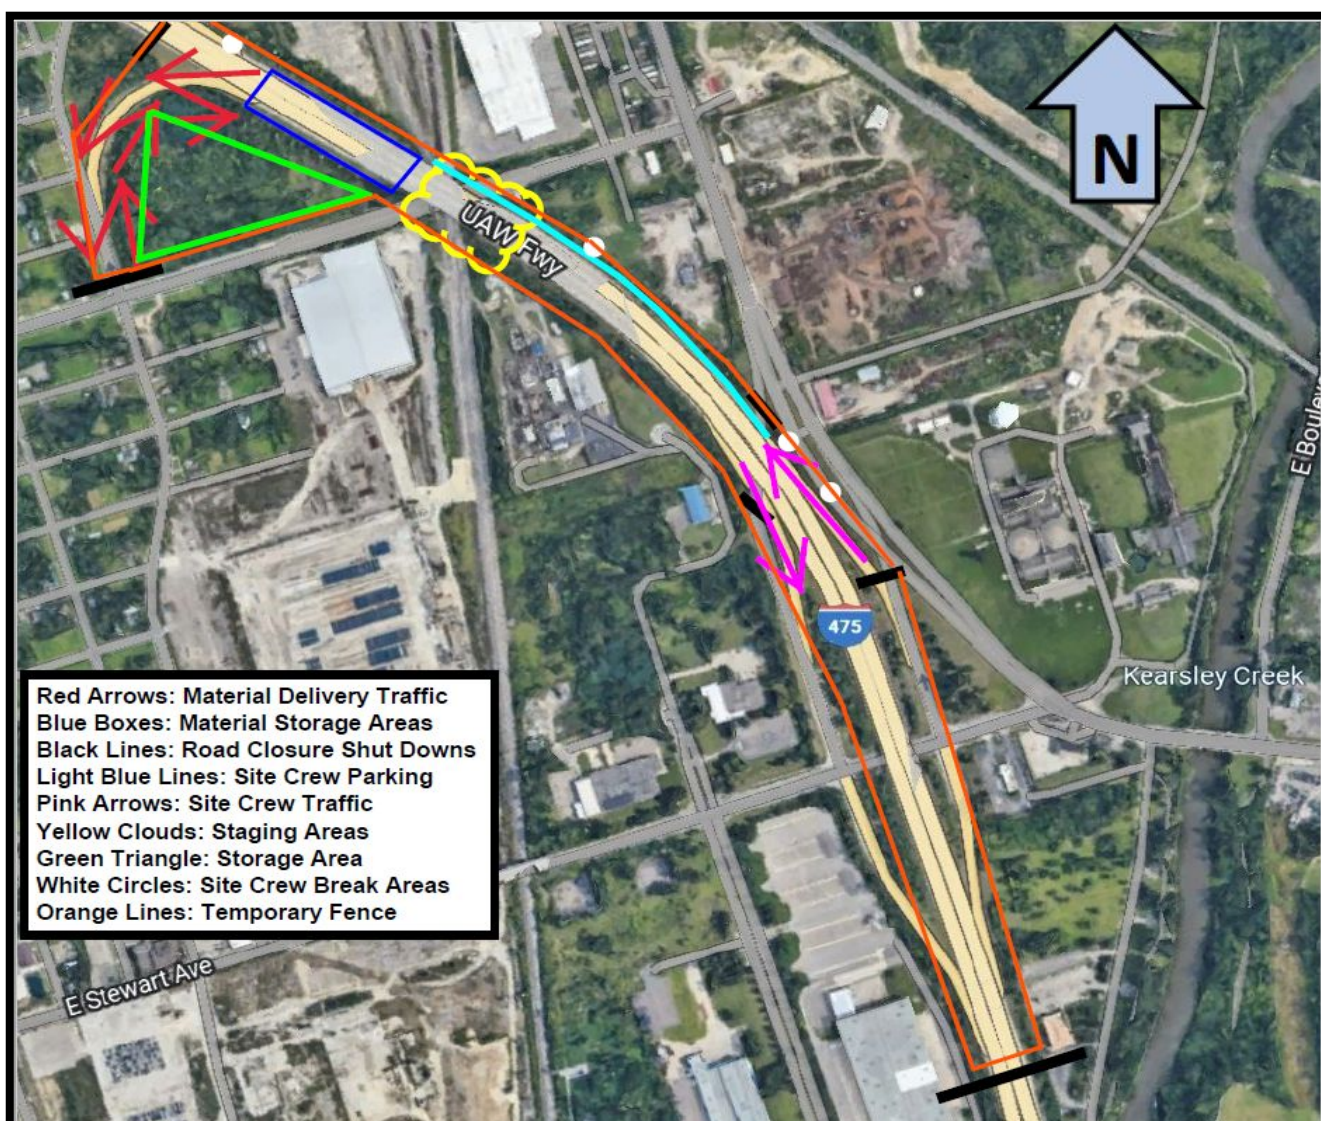 N
UAW Fwy
E Boulev
475
Kearsley Creek
Red Arrows: Material Delivery Traffic
Blue Boxes: Material Storage Areas
Black Lines: Road Closure Shut Downs
Light Blue Lines: Site Crew Parking
Pink Arrows: Site Crew Traffic
Yellow Clouds: Staging Areas
Green Triangle: Storage Area
White Circles: Site Crew Break Areas
Orange Lines: Temporary Fence
E Stewart Ave